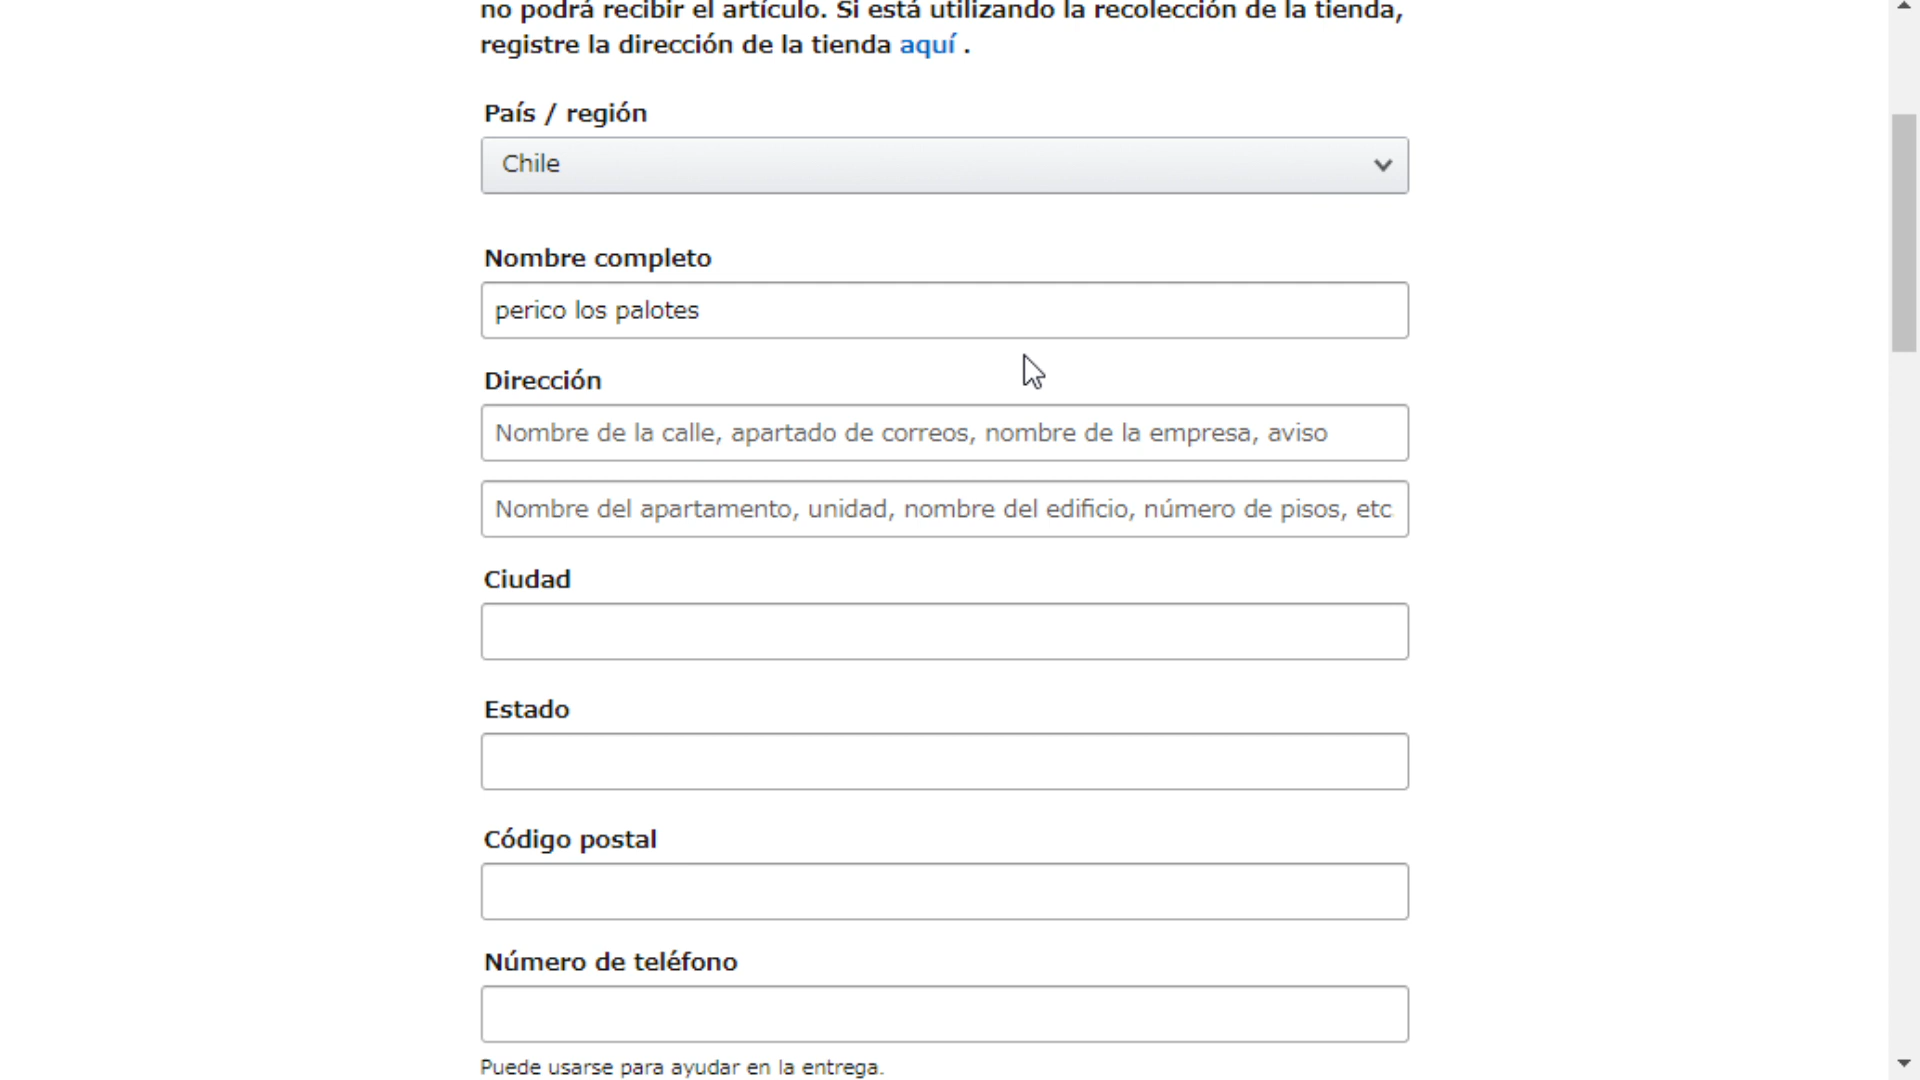 no podrá recibir el artículo. Si está utilizando la recolección de la tienda,
registre la dirección de la tienda aquí .
País / región
Chile
Nombre completo
perico los palotes
Dirección
Nombre de la calle, apartado de correos, nombre de la empresa, aviso
Nombre del apartamento, unidad, nombre del edificio, número de pisos, etc
Ciudad
Estado
Código postal
Número de teléfono
Puede usarse para ayudar en la entrega.